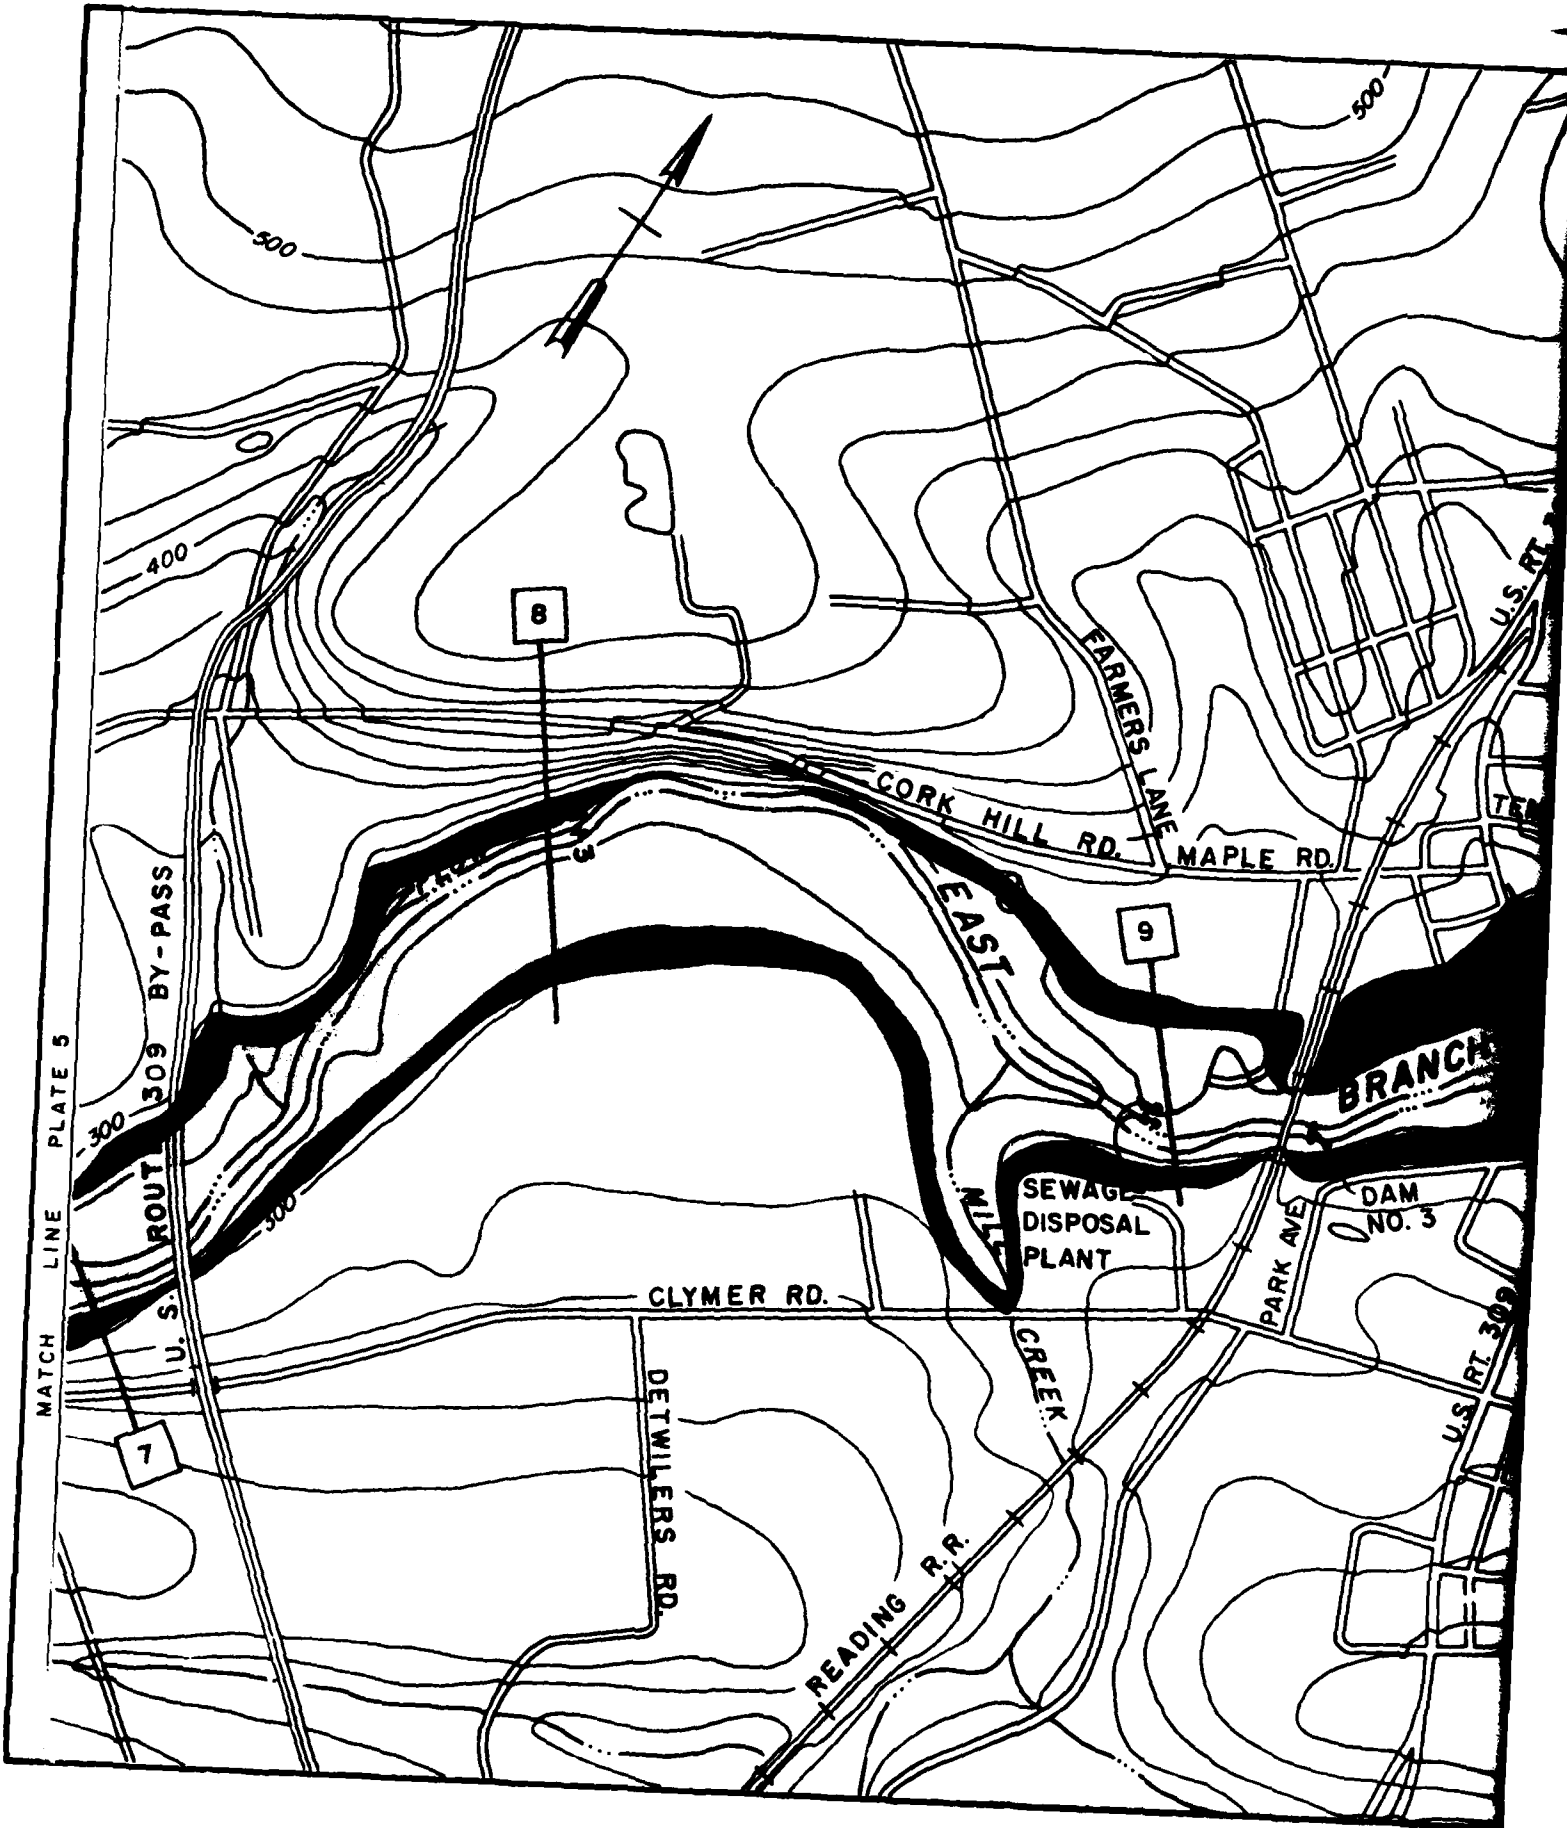 500
500
400
8
U.S. RT.
FARMERS LANE
CORK HILL RD.
MAPLE RD.
EAST
9
U. S. ROUTE 309 BY-PASS
MATCH LINE PLATE 5
300
BRANCH
300
MILL
SEWAGE
DISPOSAL
PLANT
DAM
NO. 3
PARK AVE
CLYMER RD.
CREEK
U.S. RT. 309
DETWILERS RD.
7
READING R.R.